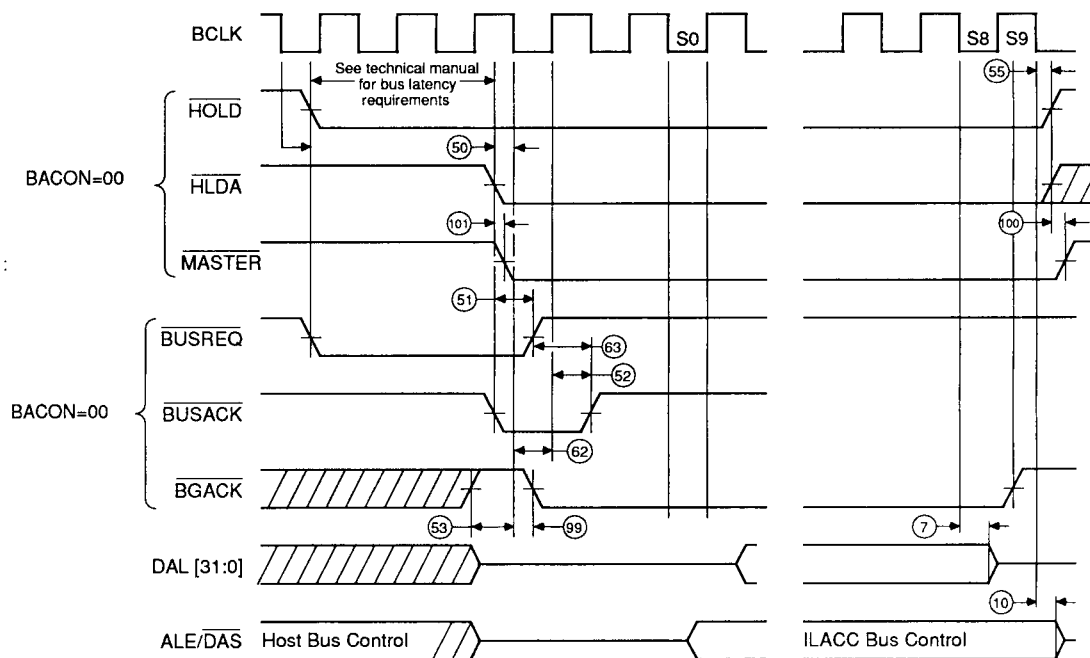 BCLK
S0
S8
S9
See technical manual
for bus latency
requirements
55
HOLD
50
BACON=00
HLDA
101
100
MASTER
:
51
BUSREQ
63
52
BACON=00
BUSACK
62
BGACK
53
99
7
DAL [31:0]
10
ALE/DAS
Host Bus Control
ILACC Bus Control